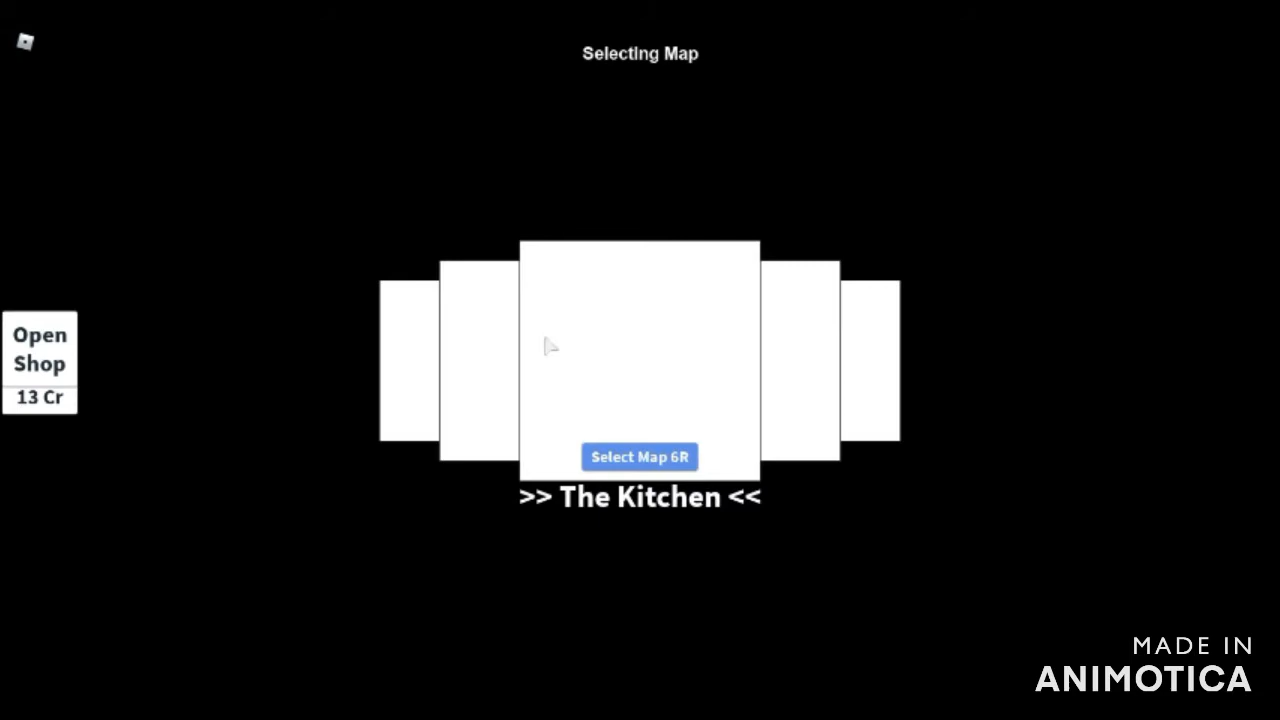 Selecting Map
Open
Shop
13 Cr
Select Map 6R
>> The Kitchen <<
MADE IN
ANIMOTICA